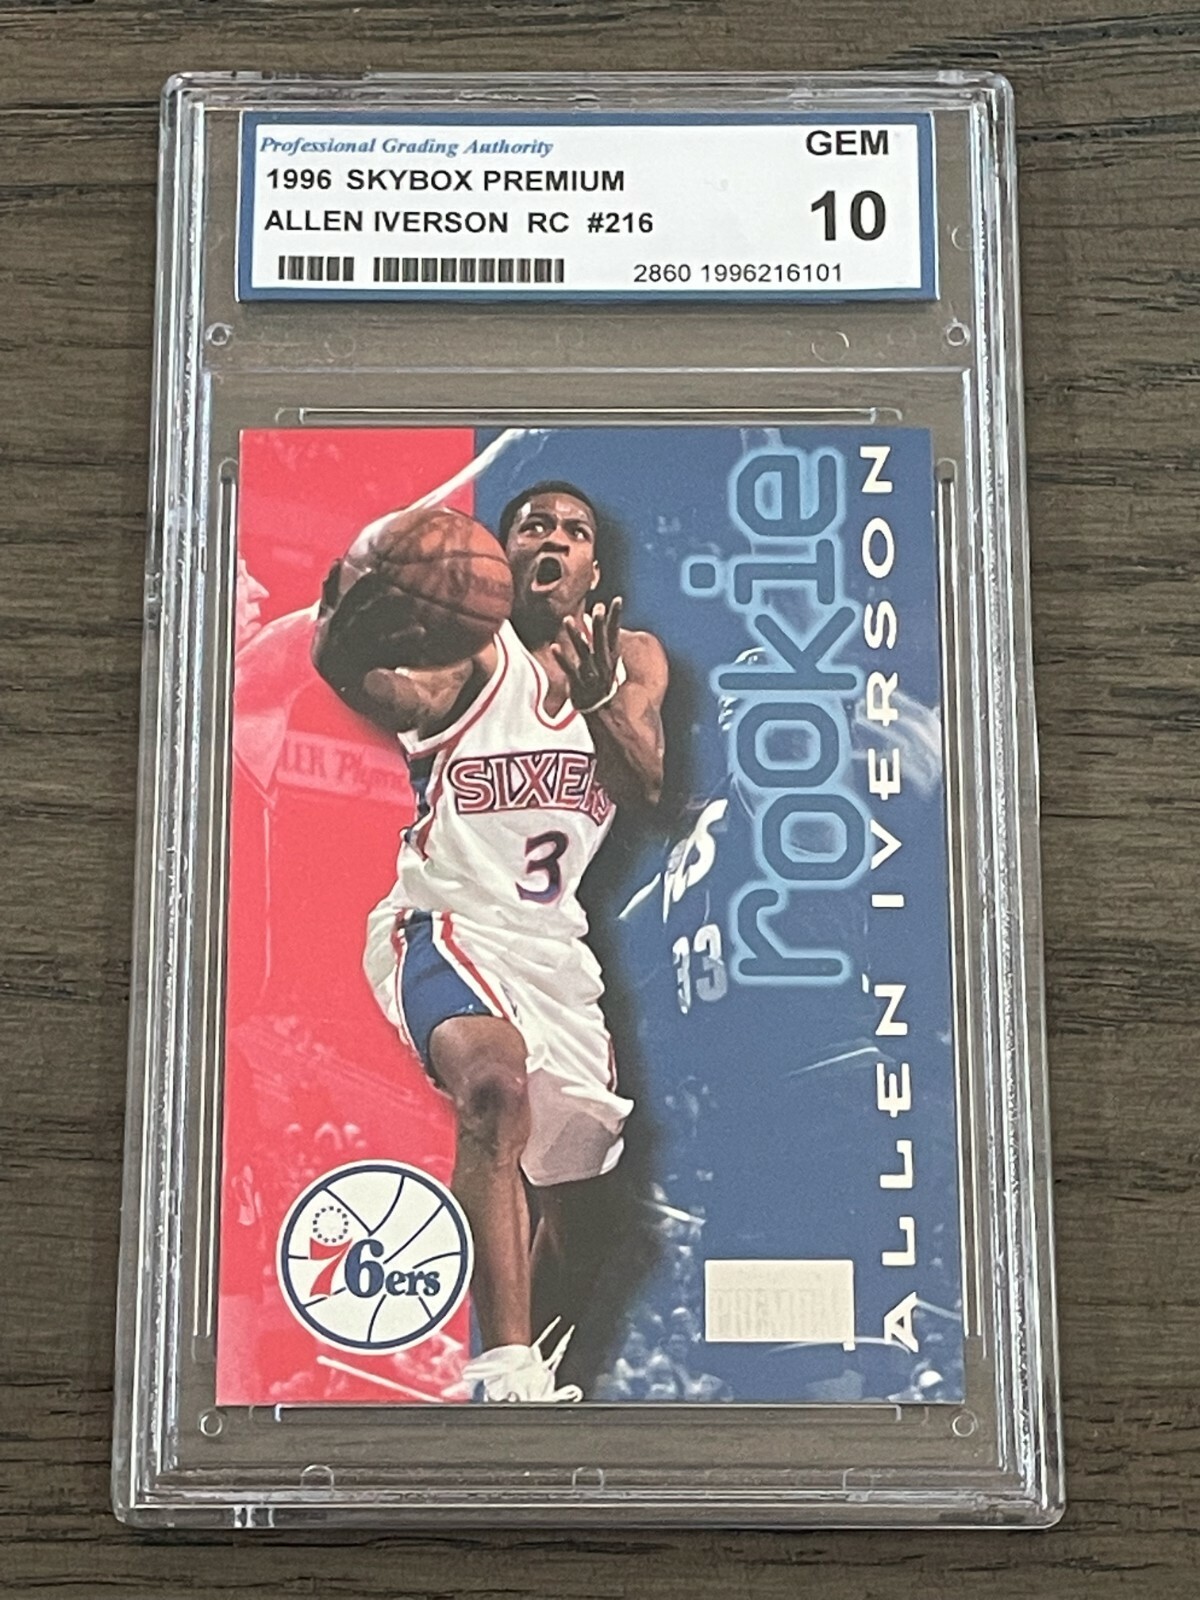 Professional Grading Authority
GEM
1996 SKYBOX PREMIUM
10
ALLEN IVERSON RC #216
2860 1996216101
rookie
ALLEN IVERSON
SIXERS
3
33
76ers
PREMIUM